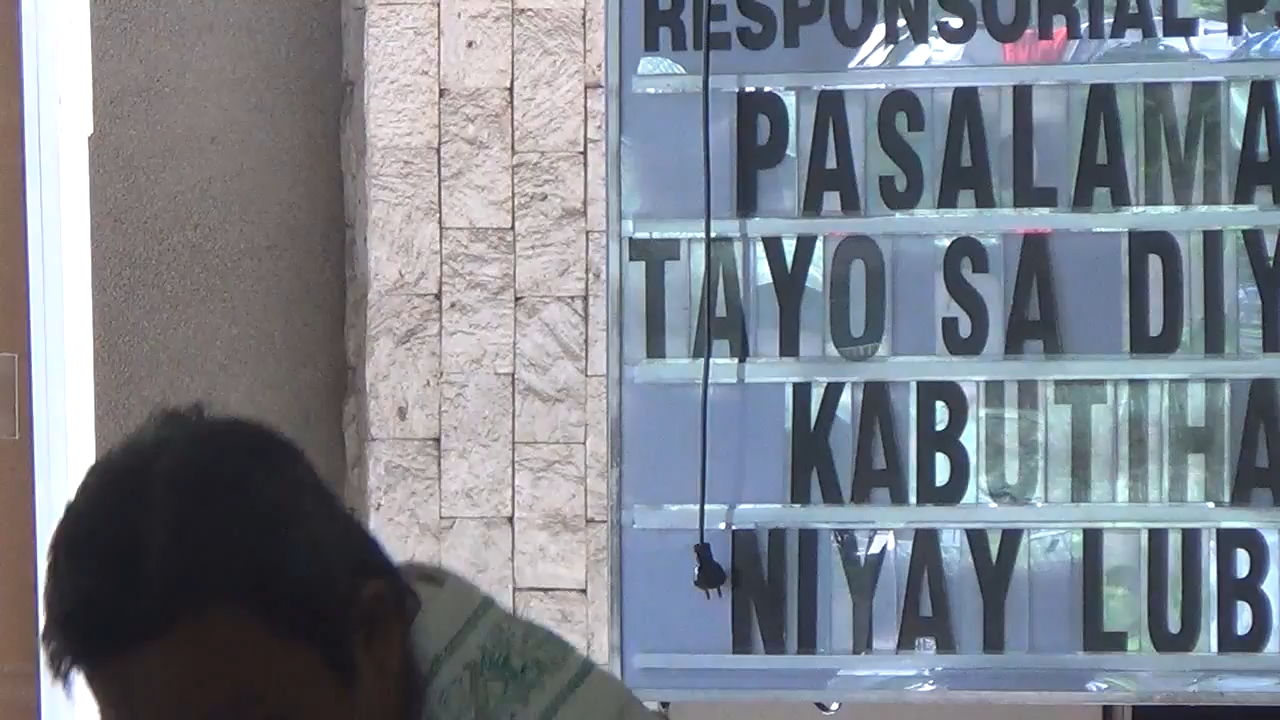 RESPONSORIAL P
PASALAMA
TAYO SA DIY
KABUTIHA
NIYAY LUB